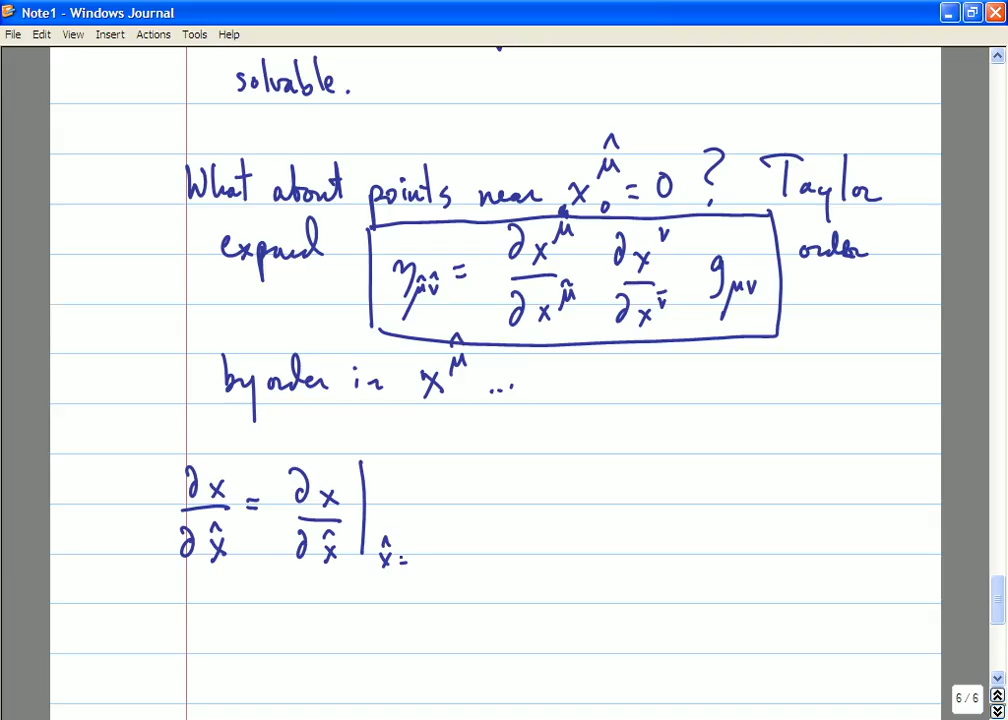 Note1 - Windows Journal
File Edit View Insert Actions Tools Help
solvable.
What about points near x₀^μ̂ = 0 ? Taylor
expand η_μ̂ν̂ = ∂x^μ/∂x^μ̂ ∂x^ν/∂x^ν̂ g_μν order
by order in x^μ̂ ...
∂x/∂x̂ = ∂x/∂x̂ |_x̂=
6/6